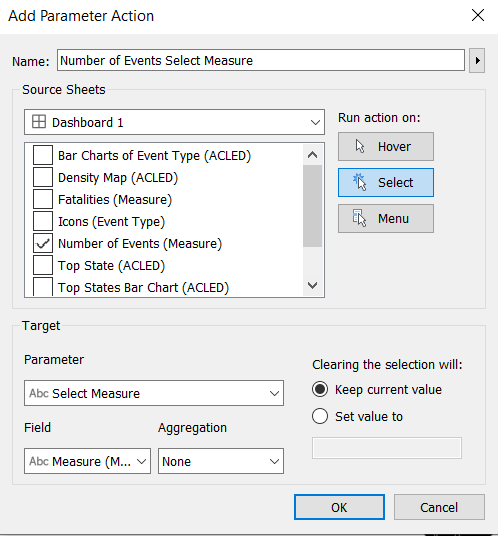 Add Parameter Action
Name: Number of Events Select Measure
Source Sheets
Dashboard 1
Bar Charts of Event Type (ACLED)
Density Map (ACLED)
Fatalities (Measure)
Icons (Event Type)
Number of Events (Measure)
Top State (ACLED)
Top States Bar Chart (ACLED)
Run action on:
Hover
Select
Menu
Target
Parameter
Abc Select Measure
Field
Abc Measure (M...
Aggregation
None
Clearing the selection will:
Keep current value
Set value to
OK
Cancel